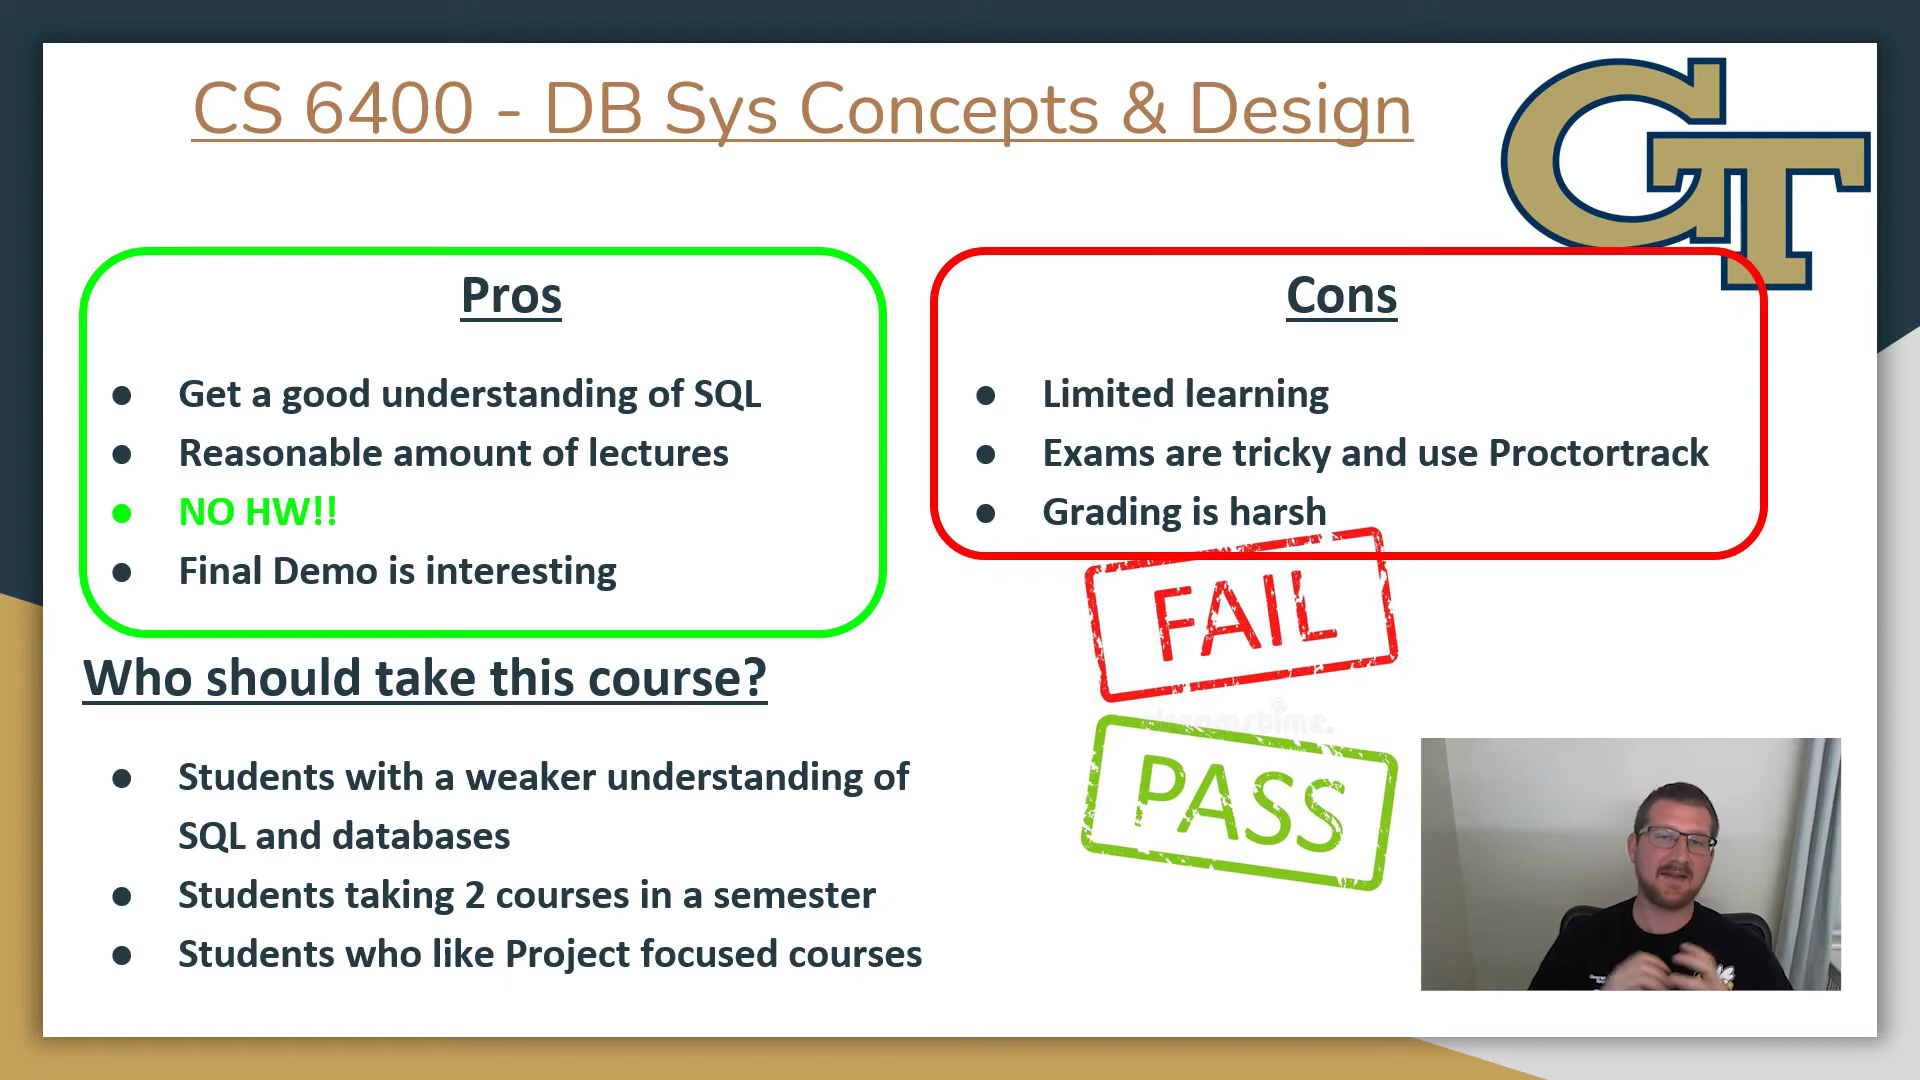 CS 6400 - DB Sys Concepts & Design
GT
Pros
● Get a good understanding of SQL
● Reasonable amount of lectures
● NO HW!!
● Final Demo is interesting
Cons
● Limited learning
● Exams are tricky and use Proctortrack
● Grading is harsh
FAIL
dreamstime.
PASS
Who should take this course?
● Students with a weaker understanding of
SQL and databases
● Students taking 2 courses in a semester
● Students who like Project focused courses